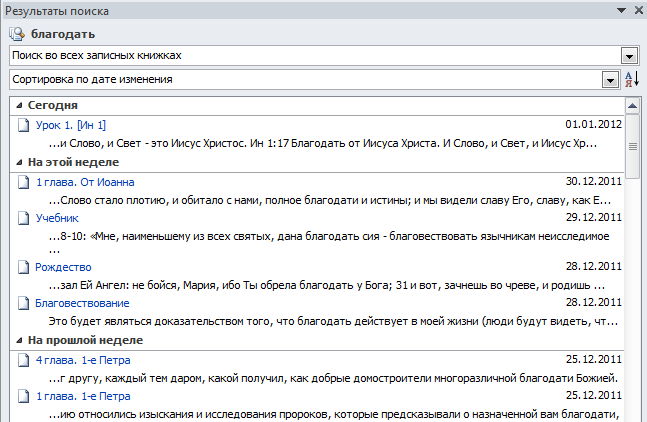 Результаты поиска
благодать
Поиск во всех записных книжках
Сортировка по дате изменения
А
Я
Сегодня
Урок 1. [Ин 1] 01.01.2012
...и Слово, и Свет - это Иисус Христос. Ин 1:17 Благодать от Иисуса Христа. И Слово, и Свет, и Иисус Хр...
На этой неделе
1 глава. От Иоанна 30.12.2011
...Слово стало плотию, и обитало с нами, полное благодати и истины; и мы видели славу Его, славу, как Е...
Учебник 29.12.2011
...8-10: «Мне, наименьшему из всех святых, дана благодать сия - благовествовать язычникам неисследимое
...
Рождество 28.12.2011
...зал Ей Ангел: не бойся, Мария, ибо Ты обрела благодать у Бога; 31 и вот, зачнешь во чреве, и родишь ...
Благовествование 28.12.2011
Это будет являться доказательством того, что благодать действует в моей жизни (люди будут видеть, чт...
На прошлой неделе
4 глава. 1-е Петра 25.12.2011
...г другу, каждый тем даром, какой получил, как добрые домостроители многоразличной благодати Божией.
1 глава. 1-е Петра 25.12.2011
...ию относились изыскания и исследования пророков, которые предсказывали о назначенной вам благодати,